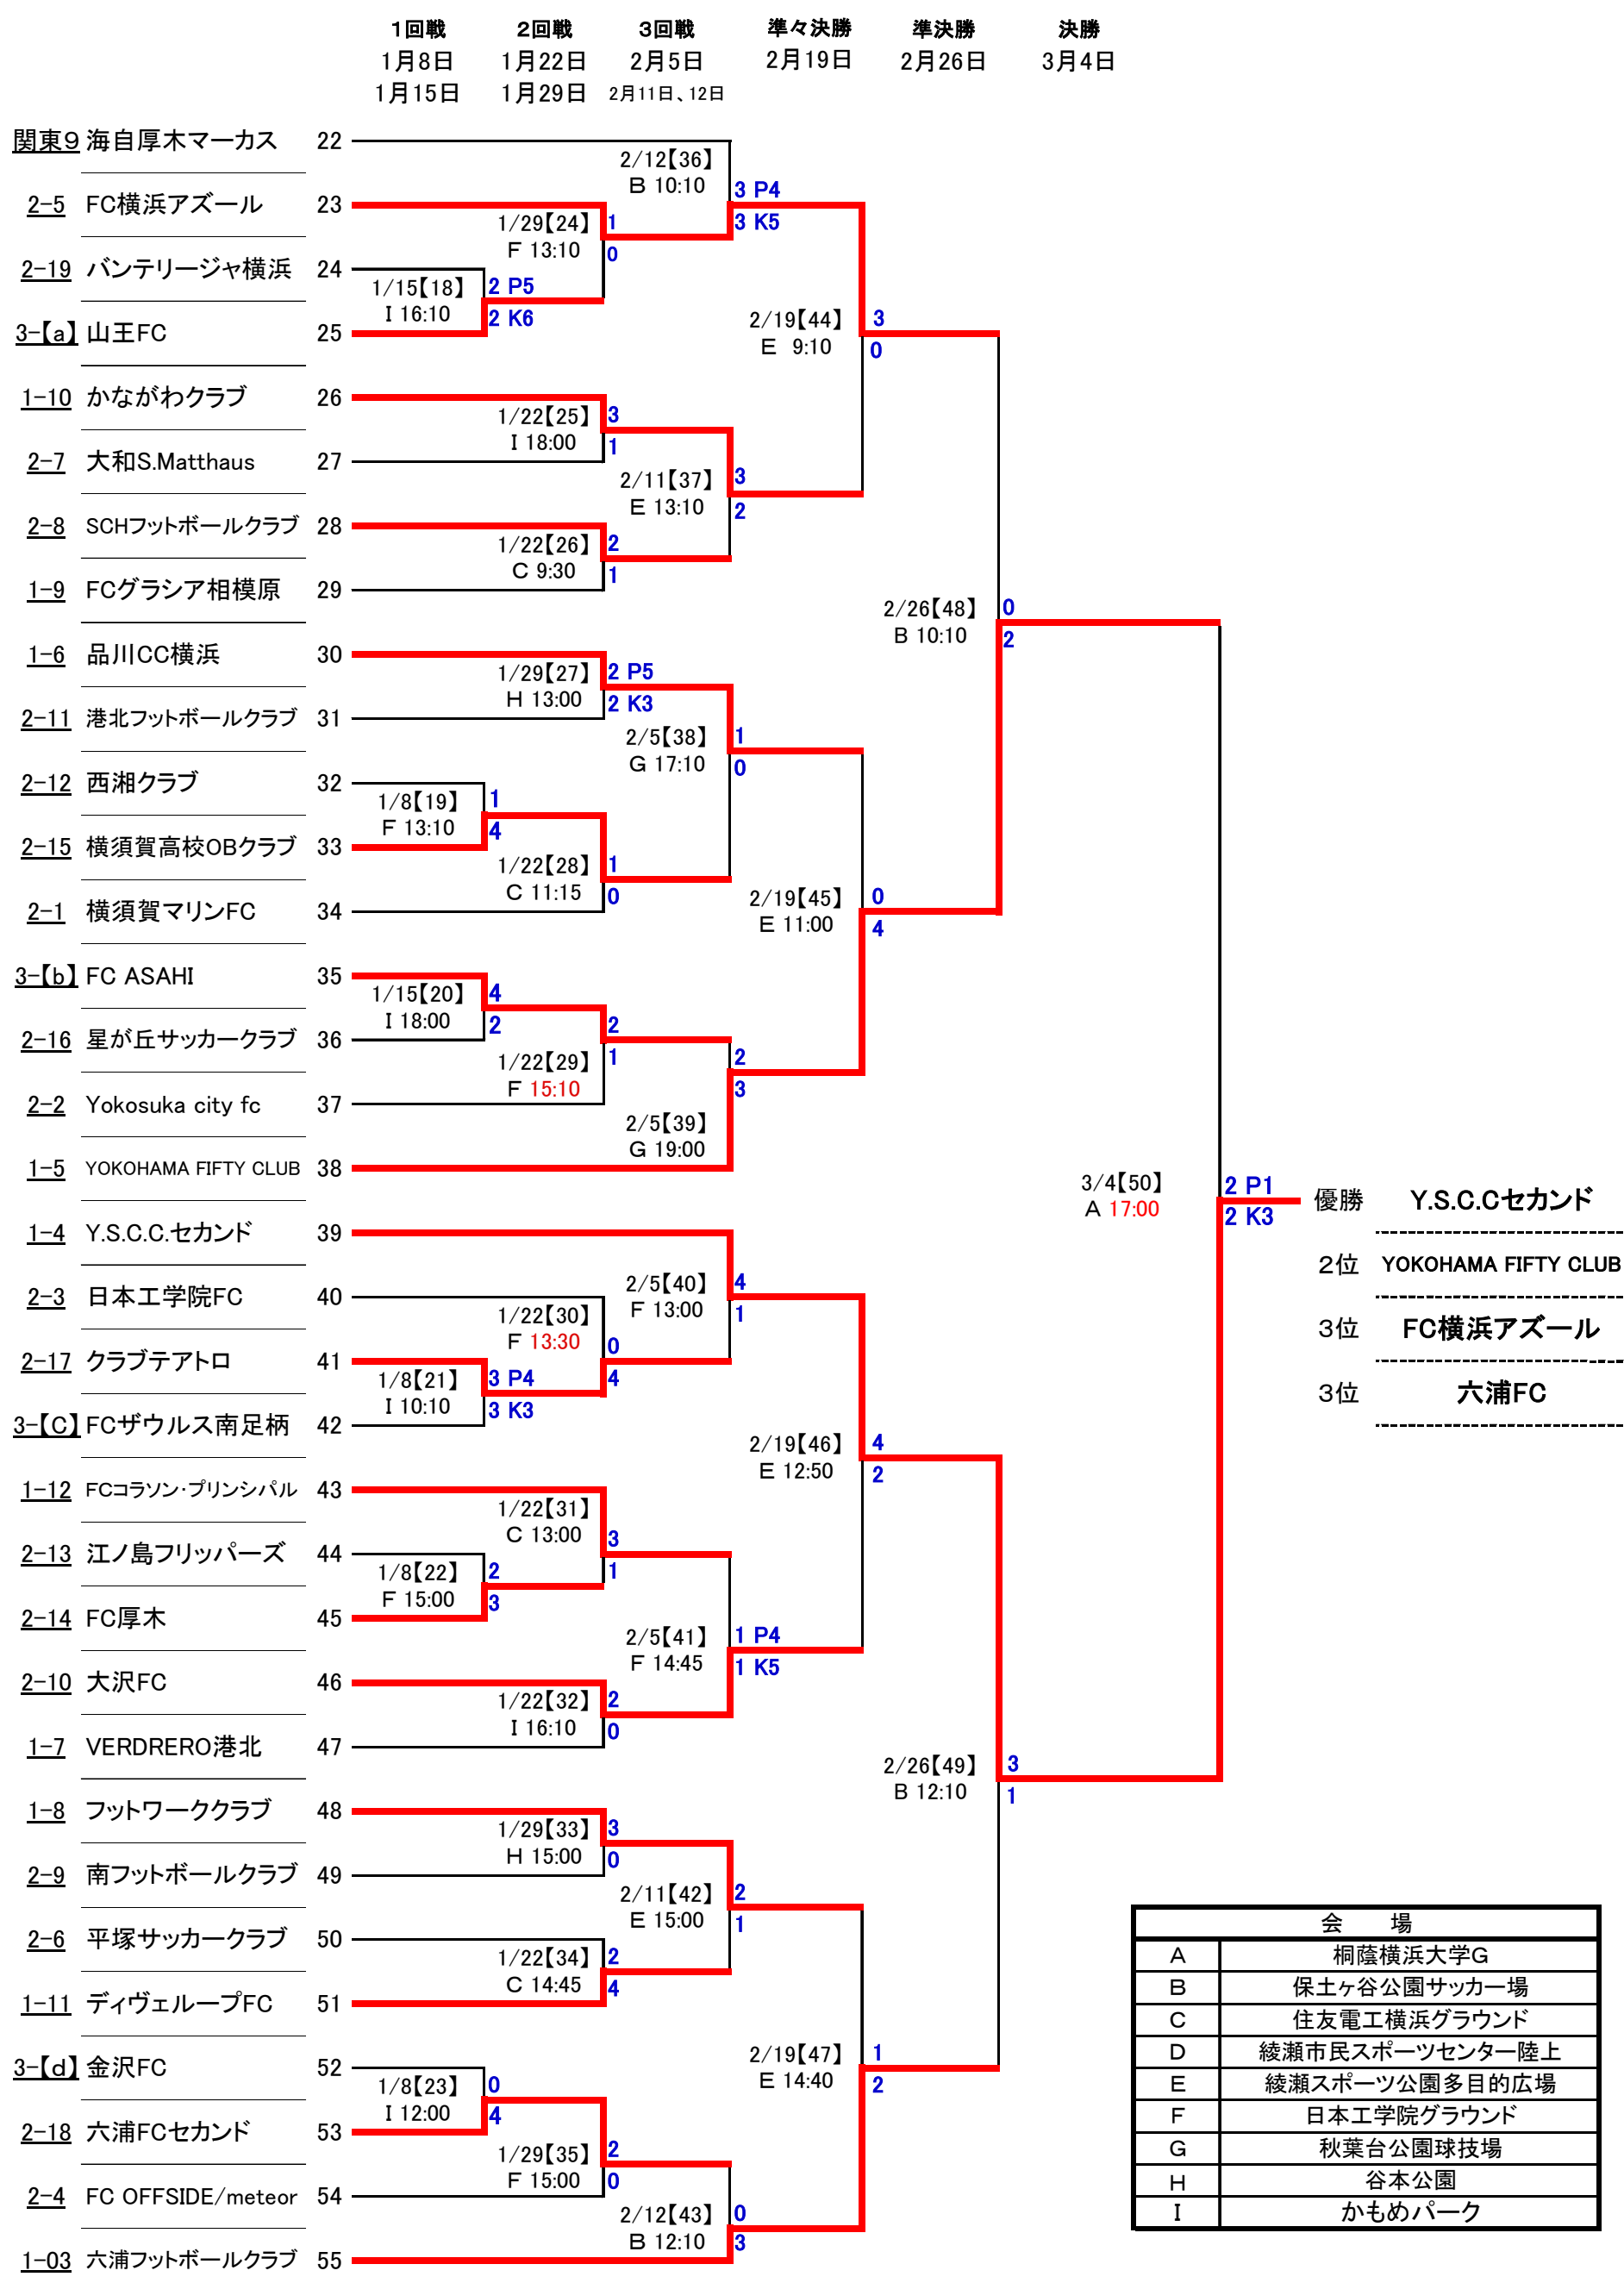 1回戦 2回戦 3回戦 準々決勝 準決勝 決勝
1月8日 1月22日 2月5日 2月19日 2月26日 3月4日
1月15日 1月29日 2月11日、12日
関東9 海自厚木マーカス 22
2/12【36】
B 10:10
3 P4
2-5 FC横浜アズール 23
3 K5
1/29【24】 1
F 13:10 0
2-19 バンテリージャ横浜 24
1/15【18】 2 P5
I 16:10 2 K6
2/19【44】 3
E 9:10 0
3-【a】 山王FC 25
1-10 かながわクラブ 26
1/22【25】 3
I 18:00 1
2-7 大和S.Matthaus 27
2/11【37】 3
E 13:10 2
2-8 SCHフットボールクラブ 28
1/22【26】 2
C 9:30 1
1-9 FCグラシア相模原 29
2/26【48】 0
B 10:10 2
1-6 品川CC横浜 30
1/29【27】 2 P5
H 13:00 2 K3
2-11 港北フットボールクラブ 31
2/5【38】 1
G 17:10 0
2-12 西湘クラブ 32
1/8【19】 1
F 13:10 4
2-15 横須賀高校OBクラブ 33
1/22【28】 1
C 11:15 0
2/19【45】 0
E 11:00 4
2-1 横須賀マリンFC 34
3-【b】 FC ASAHI 35
1/15【20】 4
I 18:00 2
2-16 星が丘サッカークラブ 36
2
1
1/22【29】
F 15:10
2
3
2-2 Yokosuka city fc 37
2/5【39】
G 19:00
1-5 YOKOHAMA FIFTY CLUB 38
3/4【50】 2 P1
A 17:00 2 K3
優勝 Y.S.C.Cセカンド
1-4 Y.S.C.C.セカンド 39
2位 YOKOHAMA FIFTY CLUB
2-3 日本工学院FC 40
2/5【40】 4
F 13:00 1
3位 FC横浜アズール
1/22【30】 0
F 13:30 4
2-17 クラブテアトロ 41
1/8【21】 3 P4
I 10:10 3 K3
3位 六浦FC
3-【C】 FCザウルス南足柄 42
2/19【46】 4
E 12:50 2
1-12 FCコラソン・プリンシパル 43
1/22【31】 3
C 13:00 1
2-13 江ノ島フリッパーズ 44
1/8【22】 2
F 15:00 3
2-14 FC厚木 45
2/5【41】 1 P4
F 14:45 1 K5
2-10 大沢FC 46
1/22【32】 2
I 16:10 0
1-7 VERDRERO港北 47
2/26【49】 3
B 12:10 1
1-8 フットワーククラブ 48
1/29【33】 3
H 15:00 0
2-9 南フットボールクラブ 49
2/11【42】 2
E 15:00 1
2-6 平塚サッカークラブ 50
1/22【34】 2
C 14:45 4
1-11 ディヴェループFC 51
3-【d】 金沢FC 52
2/19【47】 1
E 14:40 2
1/8【23】 0
I 12:00 4
2-18 六浦FCセカンド 53
1/29【35】 2
F 15:00 0
2-4 FC OFFSIDE/meteor 54
2/12【43】 0
B 12:10 3
1-03 六浦フットボールクラブ 55
会 場
A 桐蔭横浜大学G
B 保土ヶ谷公園サッカー場
C 住友電工横浜グラウンド
D 綾瀬市民スポーツセンター陸上
E 綾瀬スポーツ公園多目的広場
F 日本工学院グラウンド
G 秋葉台公園球技場
H 谷本公園
I かもめパーク